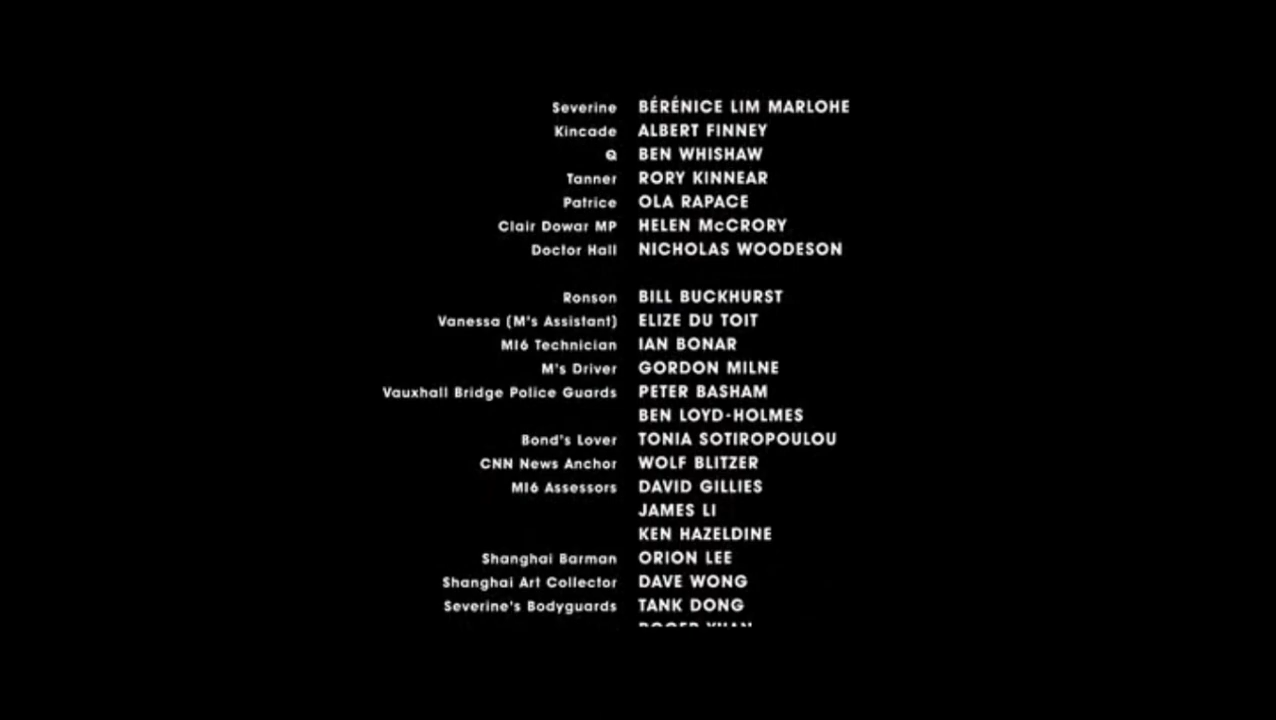 Severine BÉRÉNICE LIM MARLOHE
Kincade ALBERT FINNEY
Q BEN WHISHAW
Tanner RORY KINNEAR
Patrice OLA RAPACE
Clair Dowar MP HELEN McCRORY
Doctor Hall NICHOLAS WOODESON
Ronson BILL BUCKHURST
Vanessa (M's Assistant) ELIZE DU TOIT
MI6 Technician IAN BONAR
M's Driver GORDON MILNE
Vauxhall Bridge Police Guards PETER BASHAM
BEN LOYD-HOLMES
Bond's Lover TONIA SOTIROPOULOU
CNN News Anchor WOLF BLITZER
MI6 Assessors DAVID GILLIES
JAMES LI
KEN HAZELDINE
Shanghai Barman ORION LEE
Shanghai Art Collector DAVE WONG
Severine's Bodyguards TANK DONG